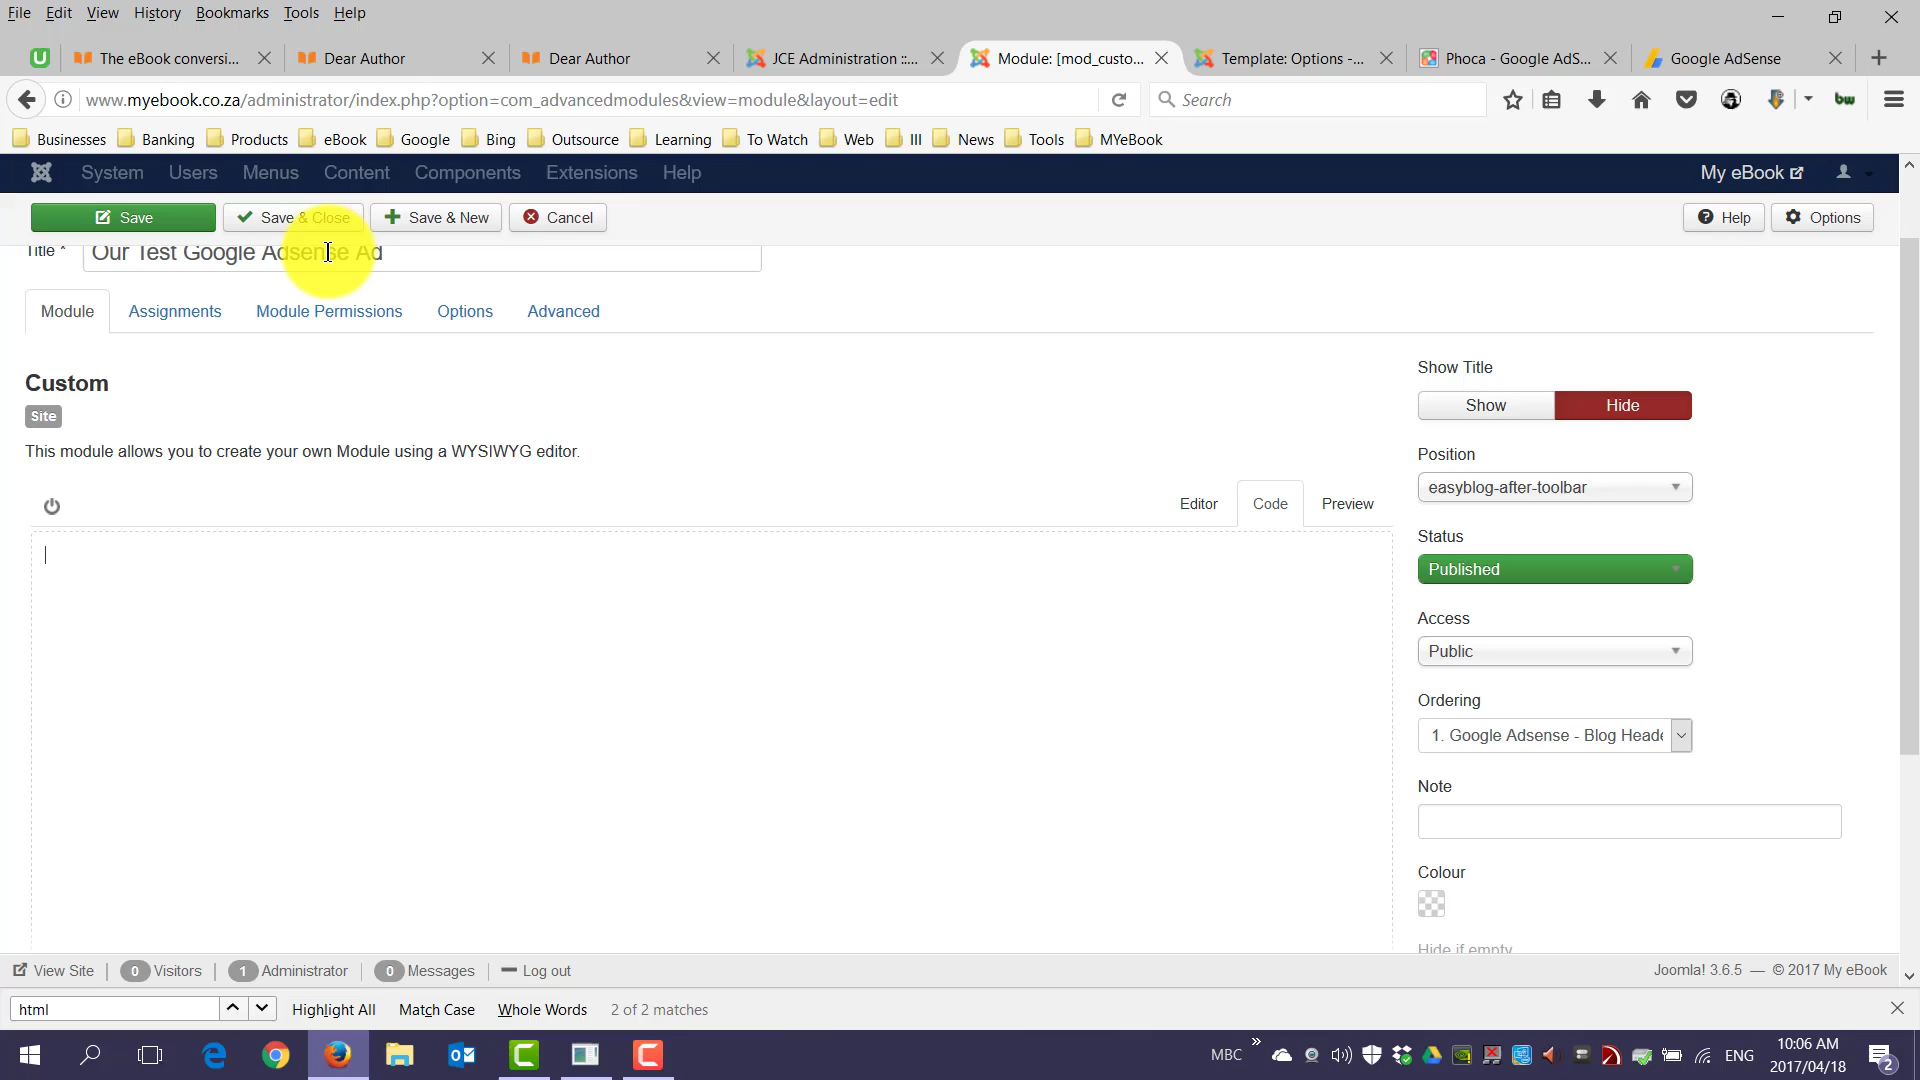 File Edit View History Bookmarks Tools Help
The eBook conversi... Dear Author Dear Author JCE Administration ::... Module: [mod_custo... Template: Options -... Phoca - Google AdS... Google AdSense
www.myebook.co.za/administrator/index.php?option=com_advancedmodules&view=module&layout=edit Search bw
Businesses Banking Products eBook Google Bing Outsource Learning To Watch Web III News Tools MYeBook
System Users Menus Content Components Extensions Help My eBook
Save Save & Close Save & New Cancel Help Options
Title * Our Test Google Adsense Ad
Module Assignments Module Permissions Options Advanced
Custom
Site
This module allows you to create your own Module using a WYSIWYG editor.
Editor Code Preview
Show Title
Show Hide
Position
easyblog-after-toolbar
Status
Published
Access
Public
Ordering
1. Google Adsense - Blog Heade
Note
Colour
Hide if empty
View Site 0 Visitors 1 Administrator 0 Messages Log out Joomla! 3.6.5 — © 2017 My eBook
html Highlight All Match Case Whole Words 2 of 2 matches
MBC » ENG 10:06 AM
2017/04/18 2